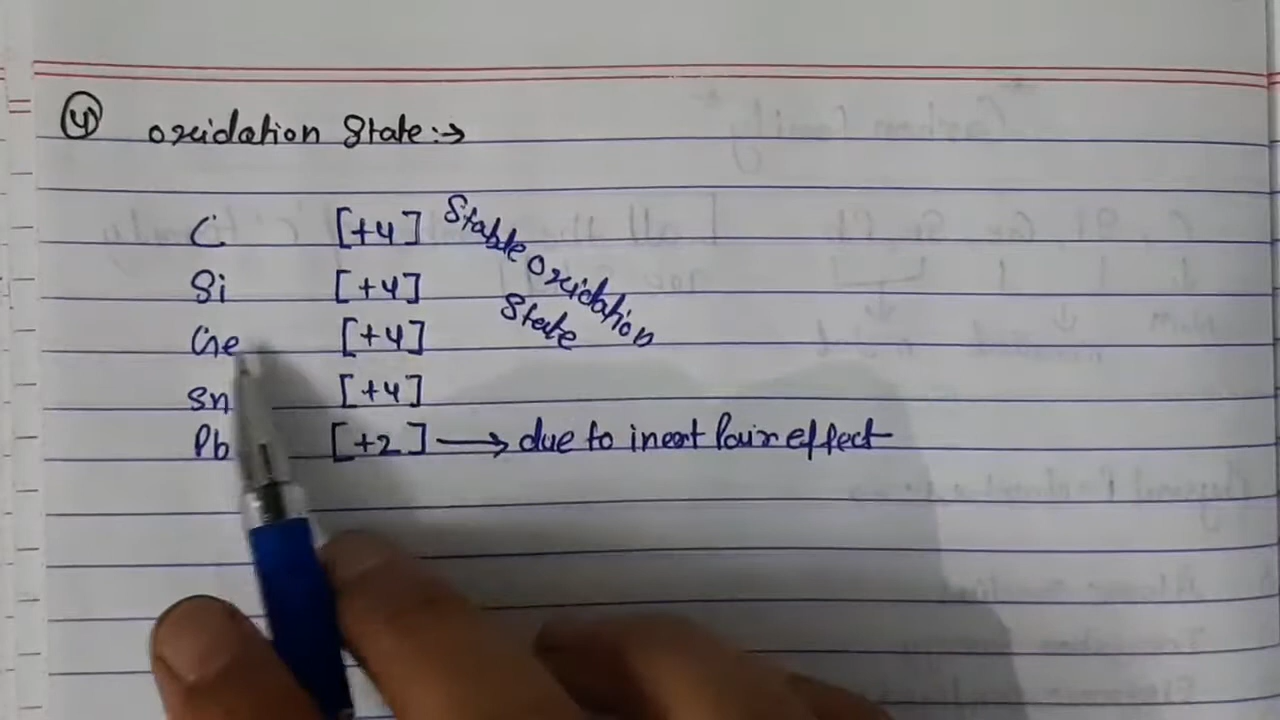 4 Oxidation State:→
C [+4] Stable Oxidation
Si [+4] State
Ge [+4]
Sn [+4]
Pb [+2] → due to inert Pair effect